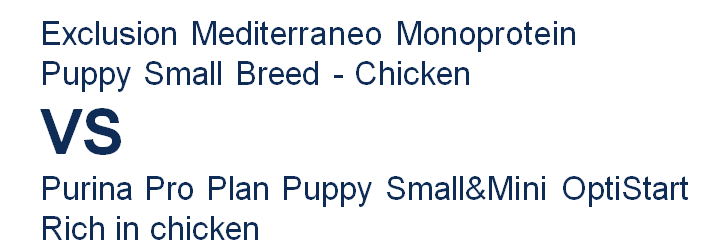 Exclusion Mediterraneo Monoprotein
Puppy Small Breed - Chicken
VS
Purina Pro Plan Puppy Small&Mini OptiStart
Rich in chicken